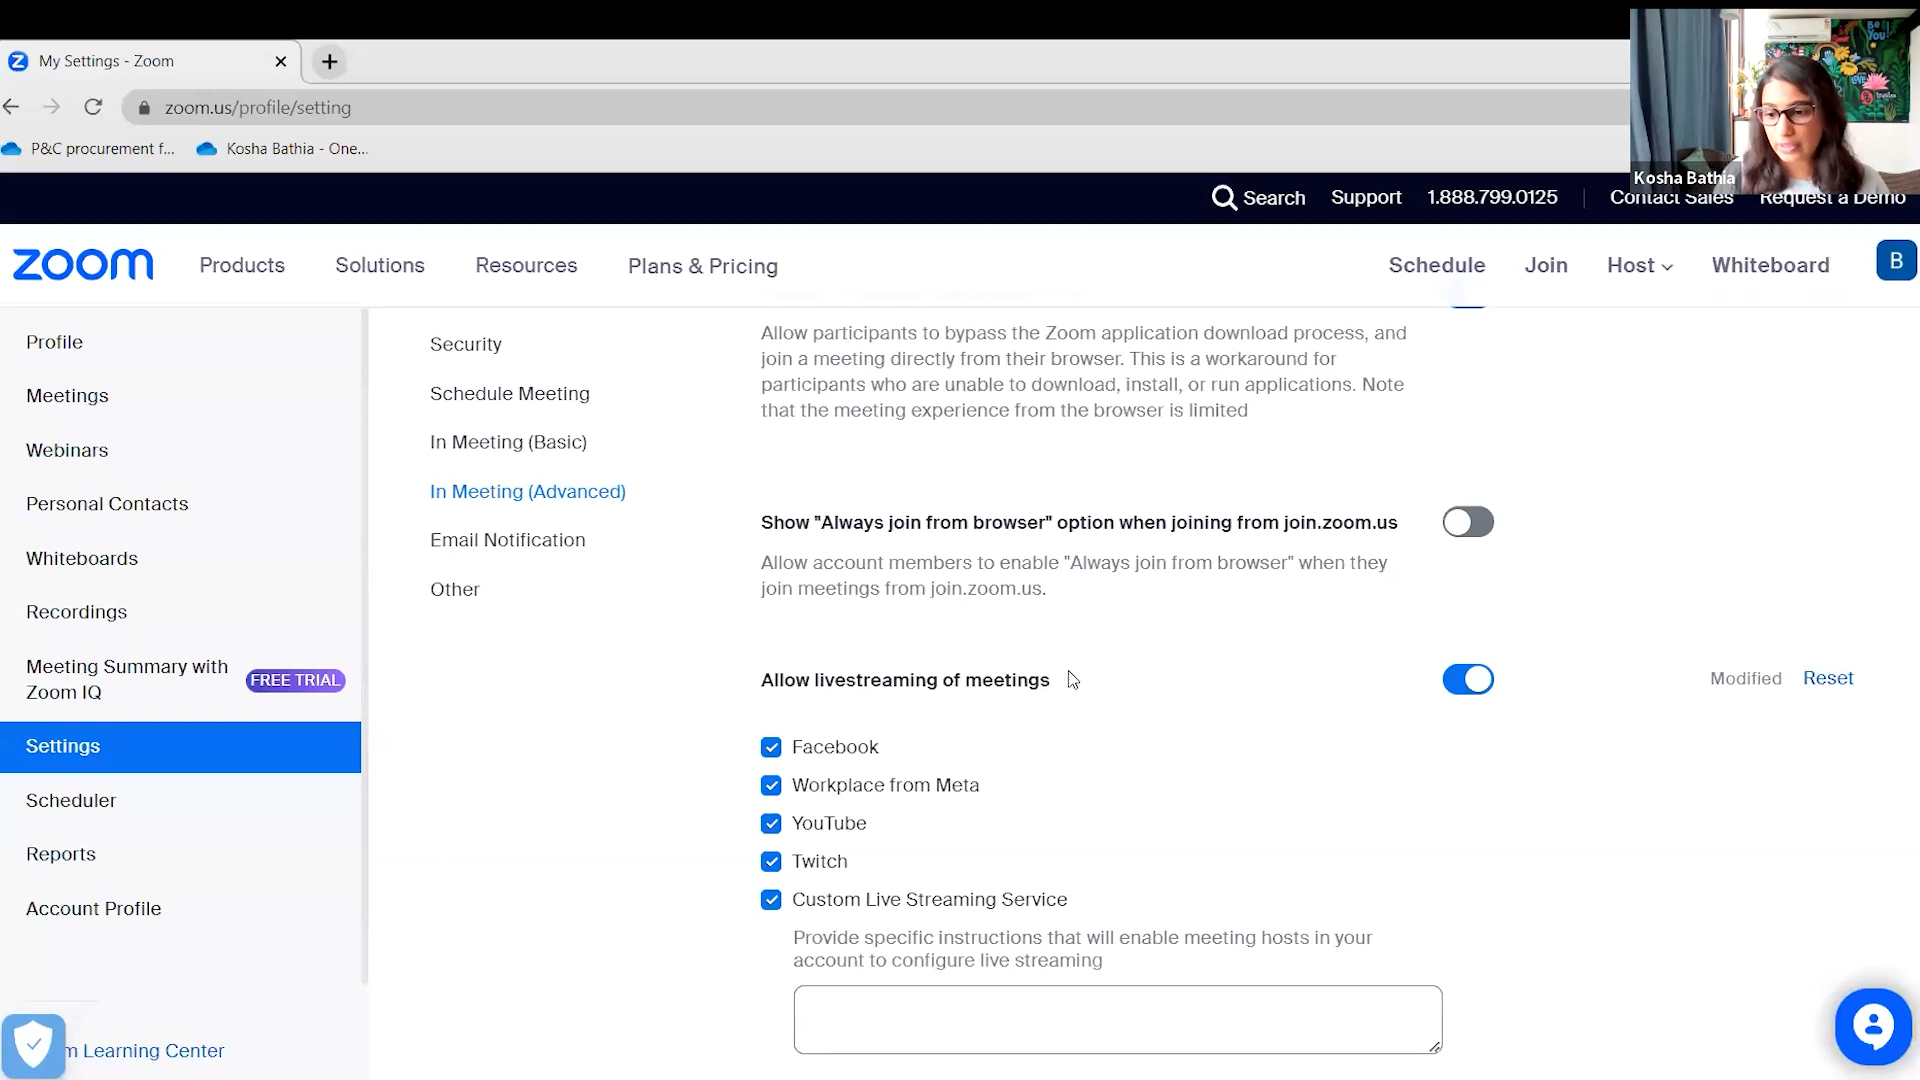 My Settings - Zoom
zoom.us/profile/setting
P&C procurement f...
Kosha Bathia - One...
Be
You!
LOVE
Kosha Bathia
Search
Support
1.888.799.0125
Contact Sales
Request a Demo
zoom
Products
Solutions
Resources
Plans & Pricing
Schedule
Join
Host
Whiteboard
B
Profile
Meetings
Webinars
Personal Contacts
Whiteboards
Recordings
Meeting Summary with
Zoom IQ
FREE TRIAL
Settings
Scheduler
Reports
Account Profile
m Learning Center
Security
Schedule Meeting
In Meeting (Basic)
In Meeting (Advanced)
Email Notification
Other
Allow participants to bypass the Zoom application download process, and
join a meeting directly from their browser. This is a workaround for
participants who are unable to download, install, or run applications. Note
that the meeting experience from the browser is limited
Show "Always join from browser" option when joining from join.zoom.us
Allow account members to enable "Always join from browser" when they
join meetings from join.zoom.us.
Allow livestreaming of meetings
Modified
Reset
Facebook
Workplace from Meta
YouTube
Twitch
Custom Live Streaming Service
Provide specific instructions that will enable meeting hosts in your
account to configure live streaming